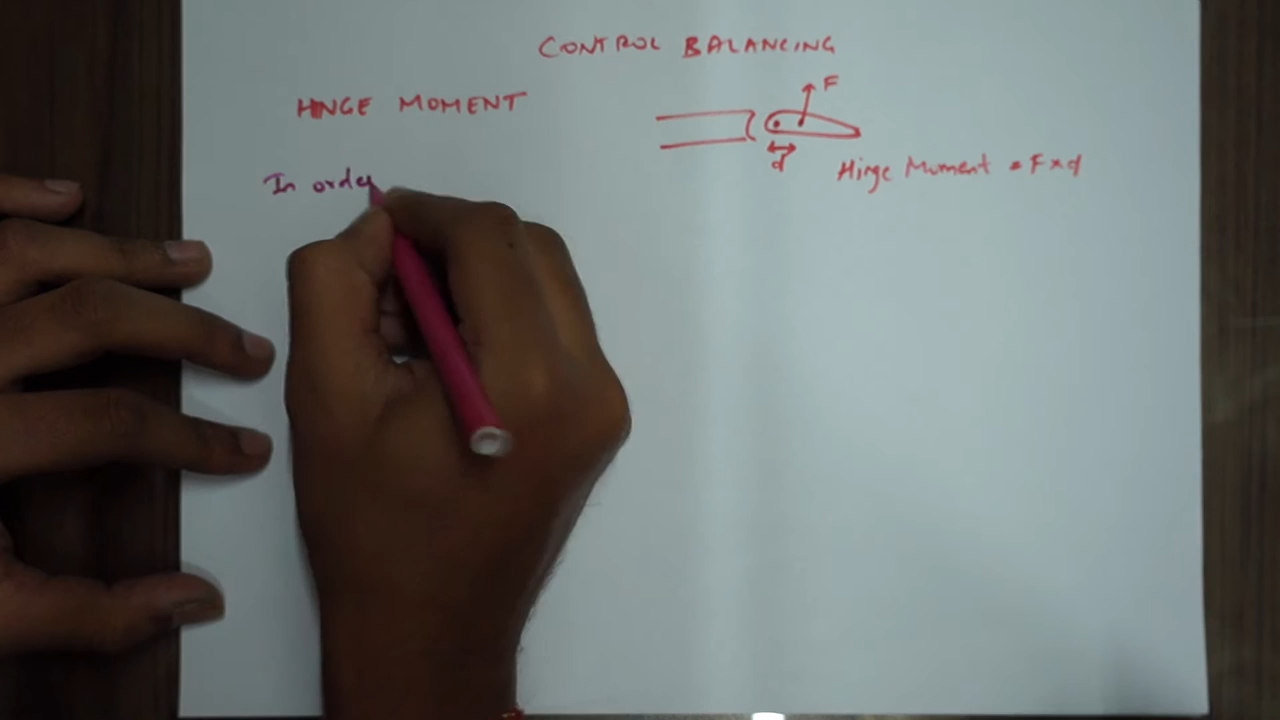 CONTROL BALANCING
HINGE MOMENT
F
d
Hinge Moment = F x d
In order